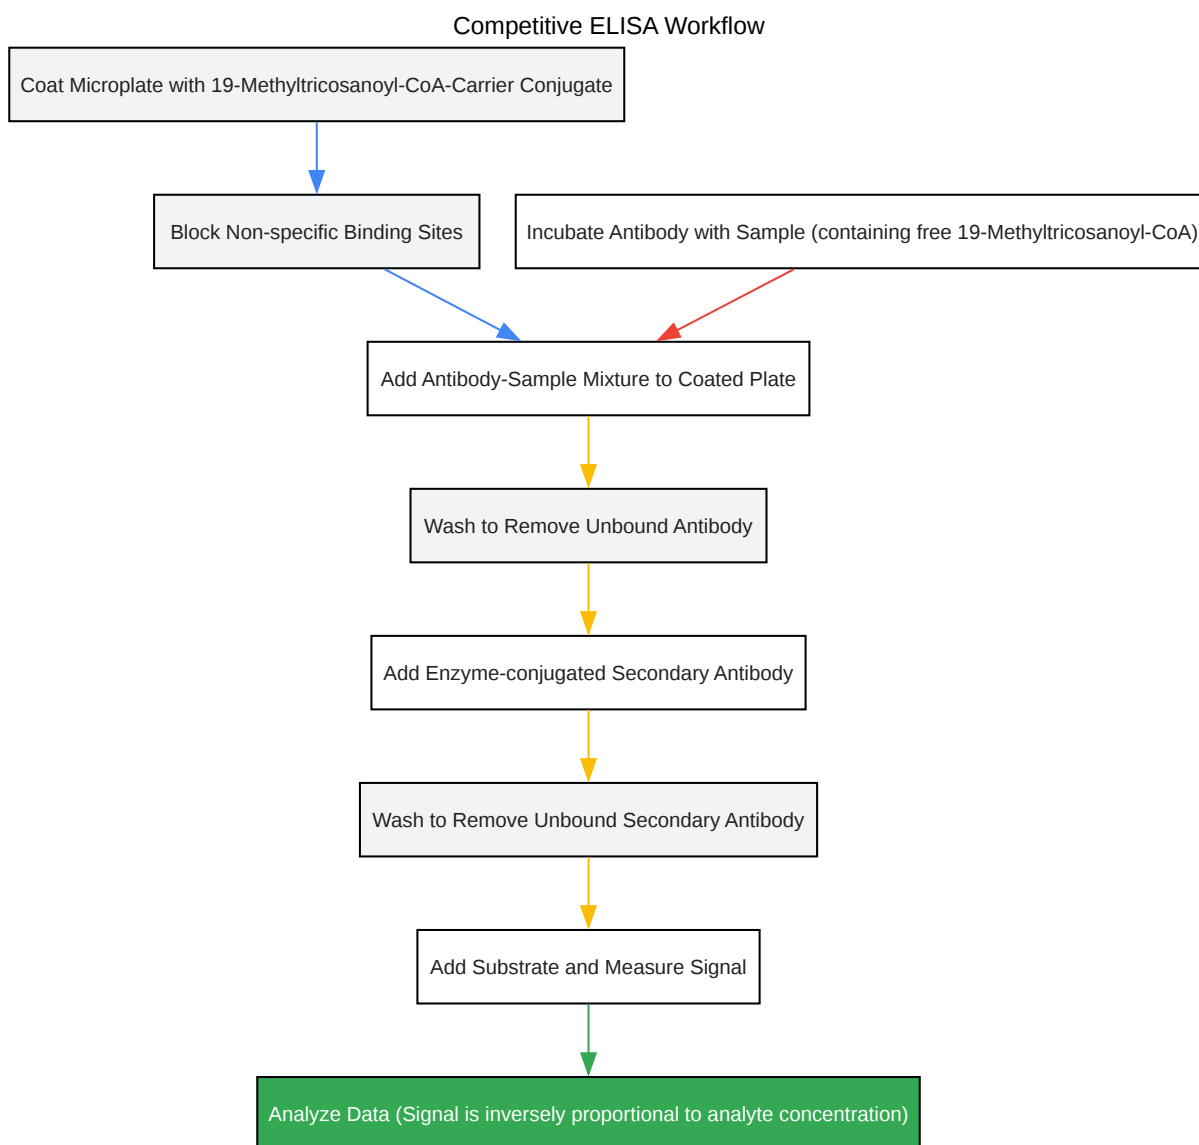 Competitive ELISA Workflow
Coat Microplate with 19-Methyltricosanoyl-CoA-Carrier Conjugate
Block Non-specific Binding Sites
Incubate Antibody with Sample (containing free 19-Methyltricosanoyl-CoA)
Add Antibody-Sample Mixture to Coated Plate
Wash to Remove Unbound Antibody
Add Enzyme-conjugated Secondary Antibody
Wash to Remove Unbound Secondary Antibody
Add Substrate and Measure Signal
Analyze Data (Signal is inversely proportional to analyte concentration)